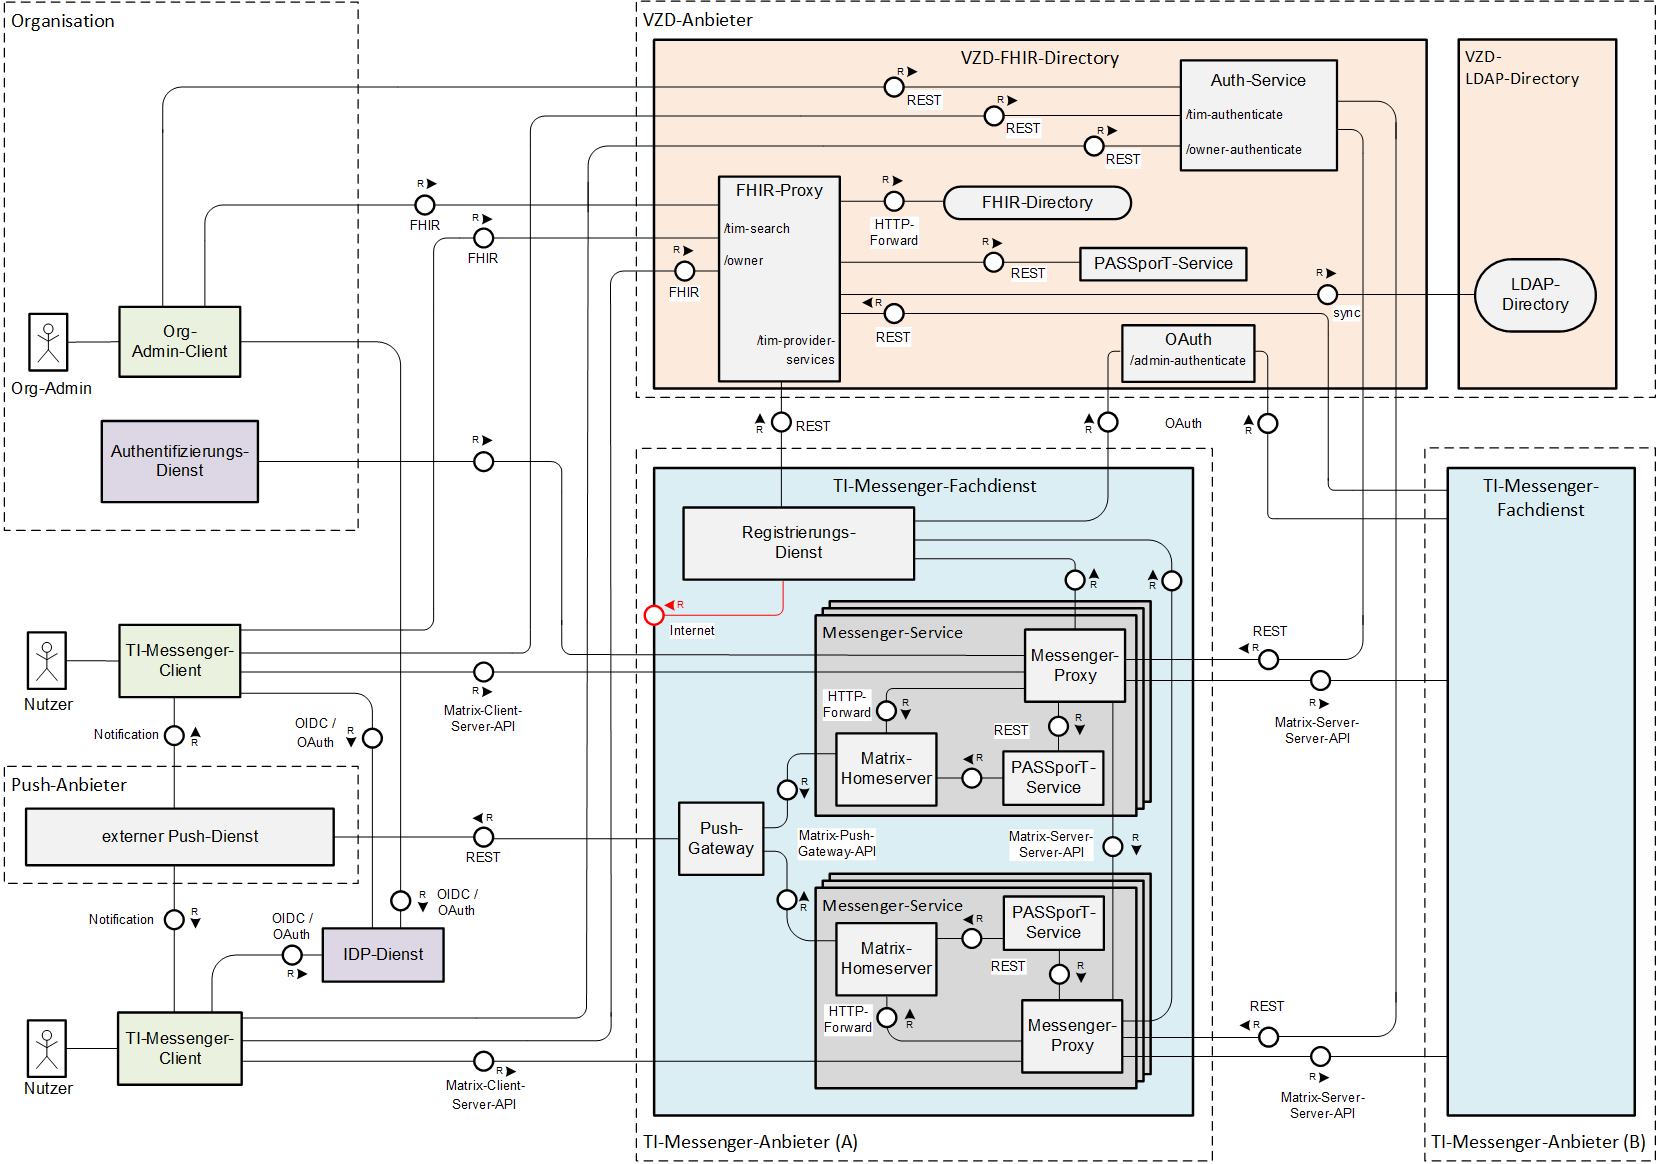 Organisation
VZD-Anbieter
VZD-FHIR-Directory
VZD-
LDAP-Directory
R
REST
R
REST
R
REST
Auth-Service
/tim-authenticate
/owner-authenticate
R
FHIR
R
FHIR
R
FHIR
FHIR-Proxy
/tim-search
/owner
/tim-provider-
services
R
HTTP-
Forward
FHIR-Directory
R
REST
PASSporT-Service
R
sync
LDAP-
Directory
R
REST
OAuth
/admin-authenticate
Org-
Admin-Client
Org-Admin
R
REST
R
OAuth
R
Authentifizierungs-
Dienst
R
TI-Messenger-Fachdienst
TI-Messenger-
Fachdienst
Registrierungs-
Dienst
R
Internet
R
R
Messenger-Service
Messenger-
Proxy
R
REST
R
Matrix-Server-
Server-API
HTTP-
Forward
R
REST
R
Matrix-
Homeserver
R
PASSporT-
Service
TI-Messenger-
Client
Nutzer
R
Matrix-Client-
Server-API
Notification
R
OIDC /
OAuth
R
Push-Anbieter
externer Push-Dienst
R
REST
Push-
Gateway
R
Matrix-Push-
Gateway-API
R
Matrix-Server-
Server-API
R
Notification
R
OIDC /
OAuth
R
OIDC /
OAuth
R
IDP-Dienst
Messenger-Service
PASSporT-
Service
R
Matrix-
Homeserver
REST
R
HTTP-
Forward
R
Messenger-
Proxy
REST
R
R
Matrix-Server-
Server-API
TI-Messenger-
Client
Nutzer
R
Matrix-Client-
Server-API
TI-Messenger-Anbieter (A)
TI-Messenger-Anbieter (B)